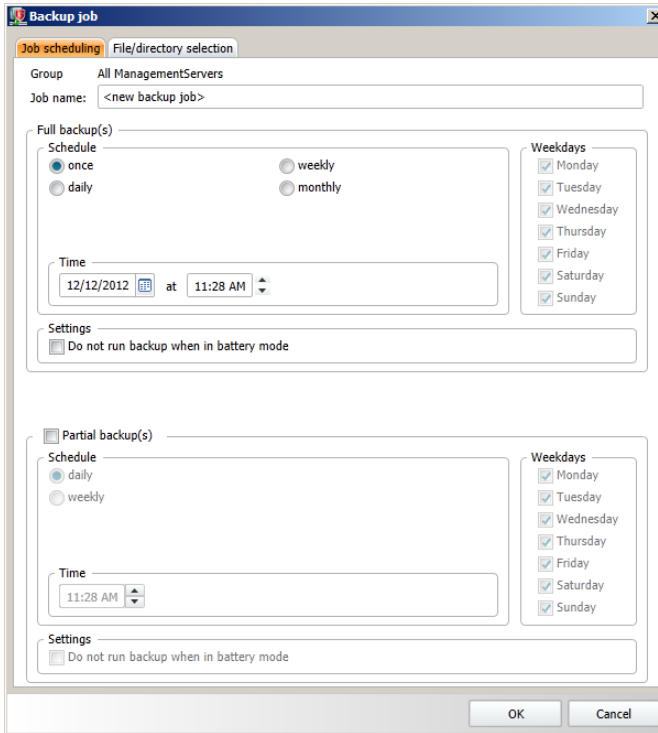 Backup job
Job scheduling File/directory selection
Group All ManagementServers
Job name: <new backup job>
Full backup(s)
Schedule
once weekly
daily monthly
Time
12/12/2012 at 11:28 AM
Weekdays
Monday
Tuesday
Wednesday
Thursday
Friday
Saturday
Sunday
Settings
Do not run backup when in battery mode
Partial backup(s)
Schedule
daily
weekly
Time
11:28 AM
Weekdays
Monday
Tuesday
Wednesday
Thursday
Friday
Saturday
Sunday
Settings
Do not run backup when in battery mode
OK Cancel